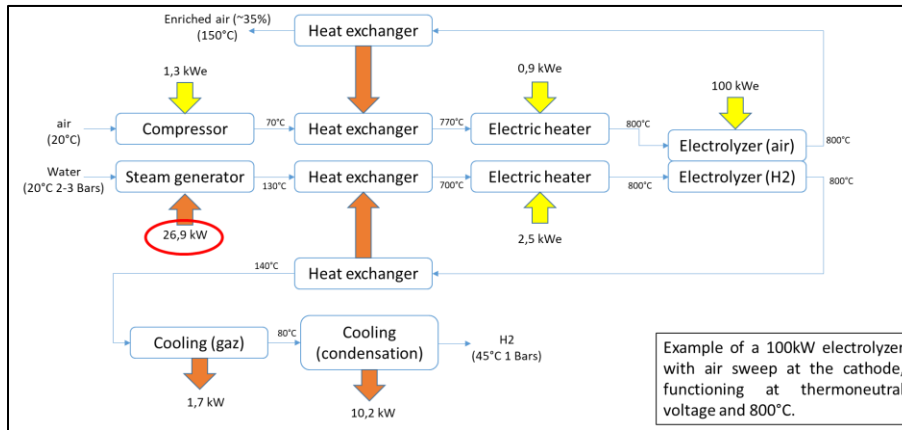 Enriched air (~35%)
(150°C)
Heat exchanger
1,3 kWe
0,9 kWe
100 kWe
air
(20°C)
Compressor
70°C
Heat exchanger
770°C
Electric heater
800°C
Electrolyzer (air)
800°C
Water
(20°C 2-3 Bars)
Steam generator
130°C
Heat exchanger
700°C
Electric heater
800°C
Electrolyzer (H2)
800°C
26,9 kW
2,5 kWe
140°C
Heat exchanger
Cooling (gaz)
80°C
Cooling
(condensation)
H2
(45°C 1 Bars)
1,7 kW
10,2 kW
Example of a 100kW electrolyzer
with air sweep at the cathode,
functioning at thermoneutral
voltage and 800°C.